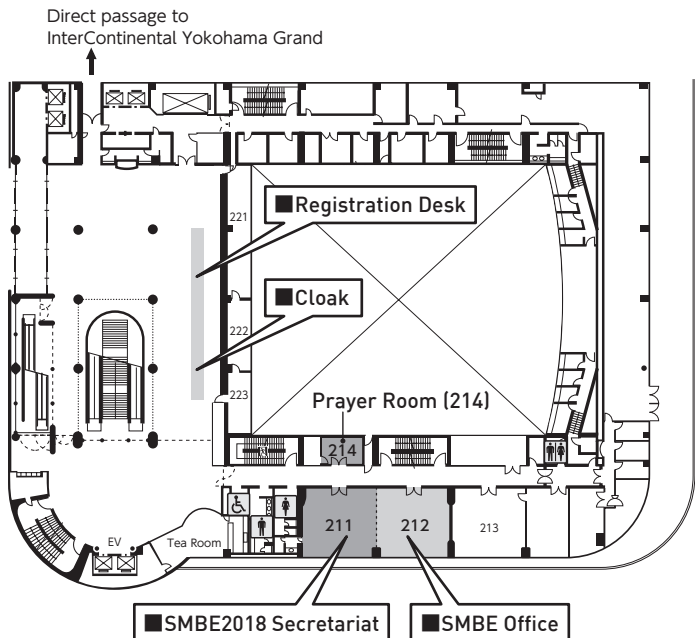 Direct passage to
InterContinental Yokohama Grand
■Registration Desk
221
■Cloak
222
223
Prayer Room (214)
214
211
212
213
EV
Tea Room
■SMBE2018 Secretariat
■SMBE Office